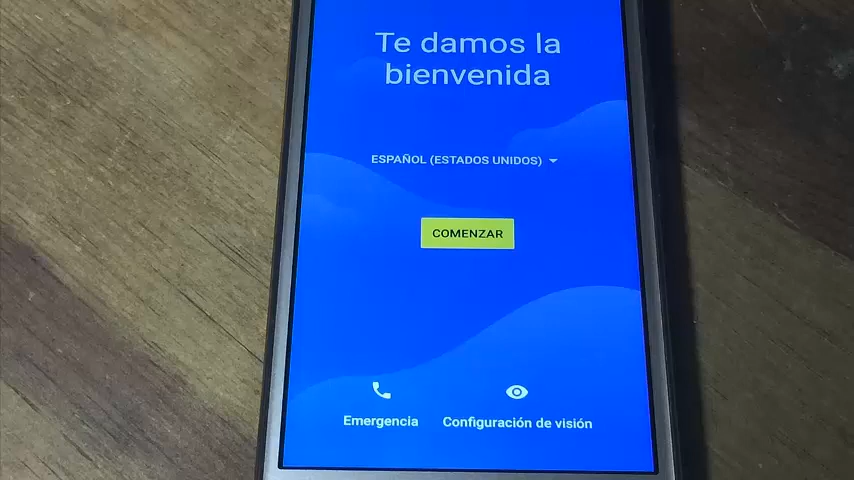 Te damos la
bienvenida
ESPAÑOL (ESTADOS UNIDOS)
COMENZAR
Emergencia
Configuración de visión